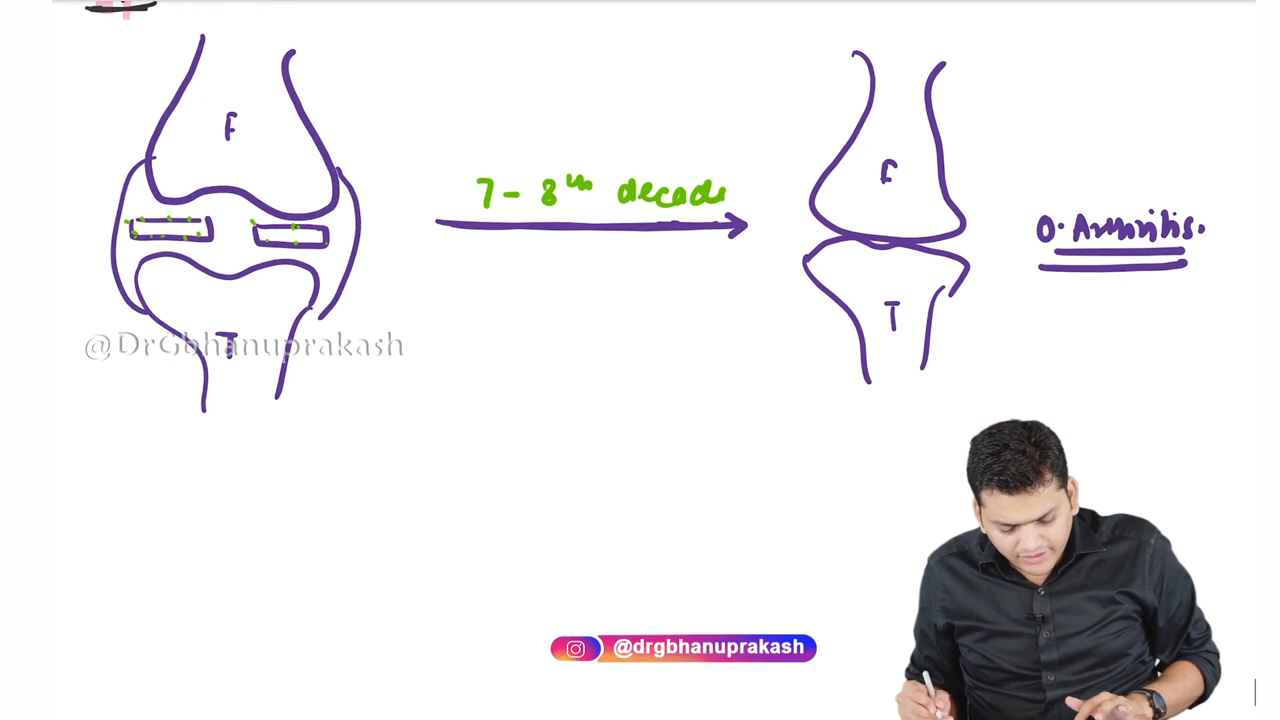 F
7- 8th decade
F
O. Arthritis.
T
T
@DrGbhanuprakash
@drgbhanuprakash